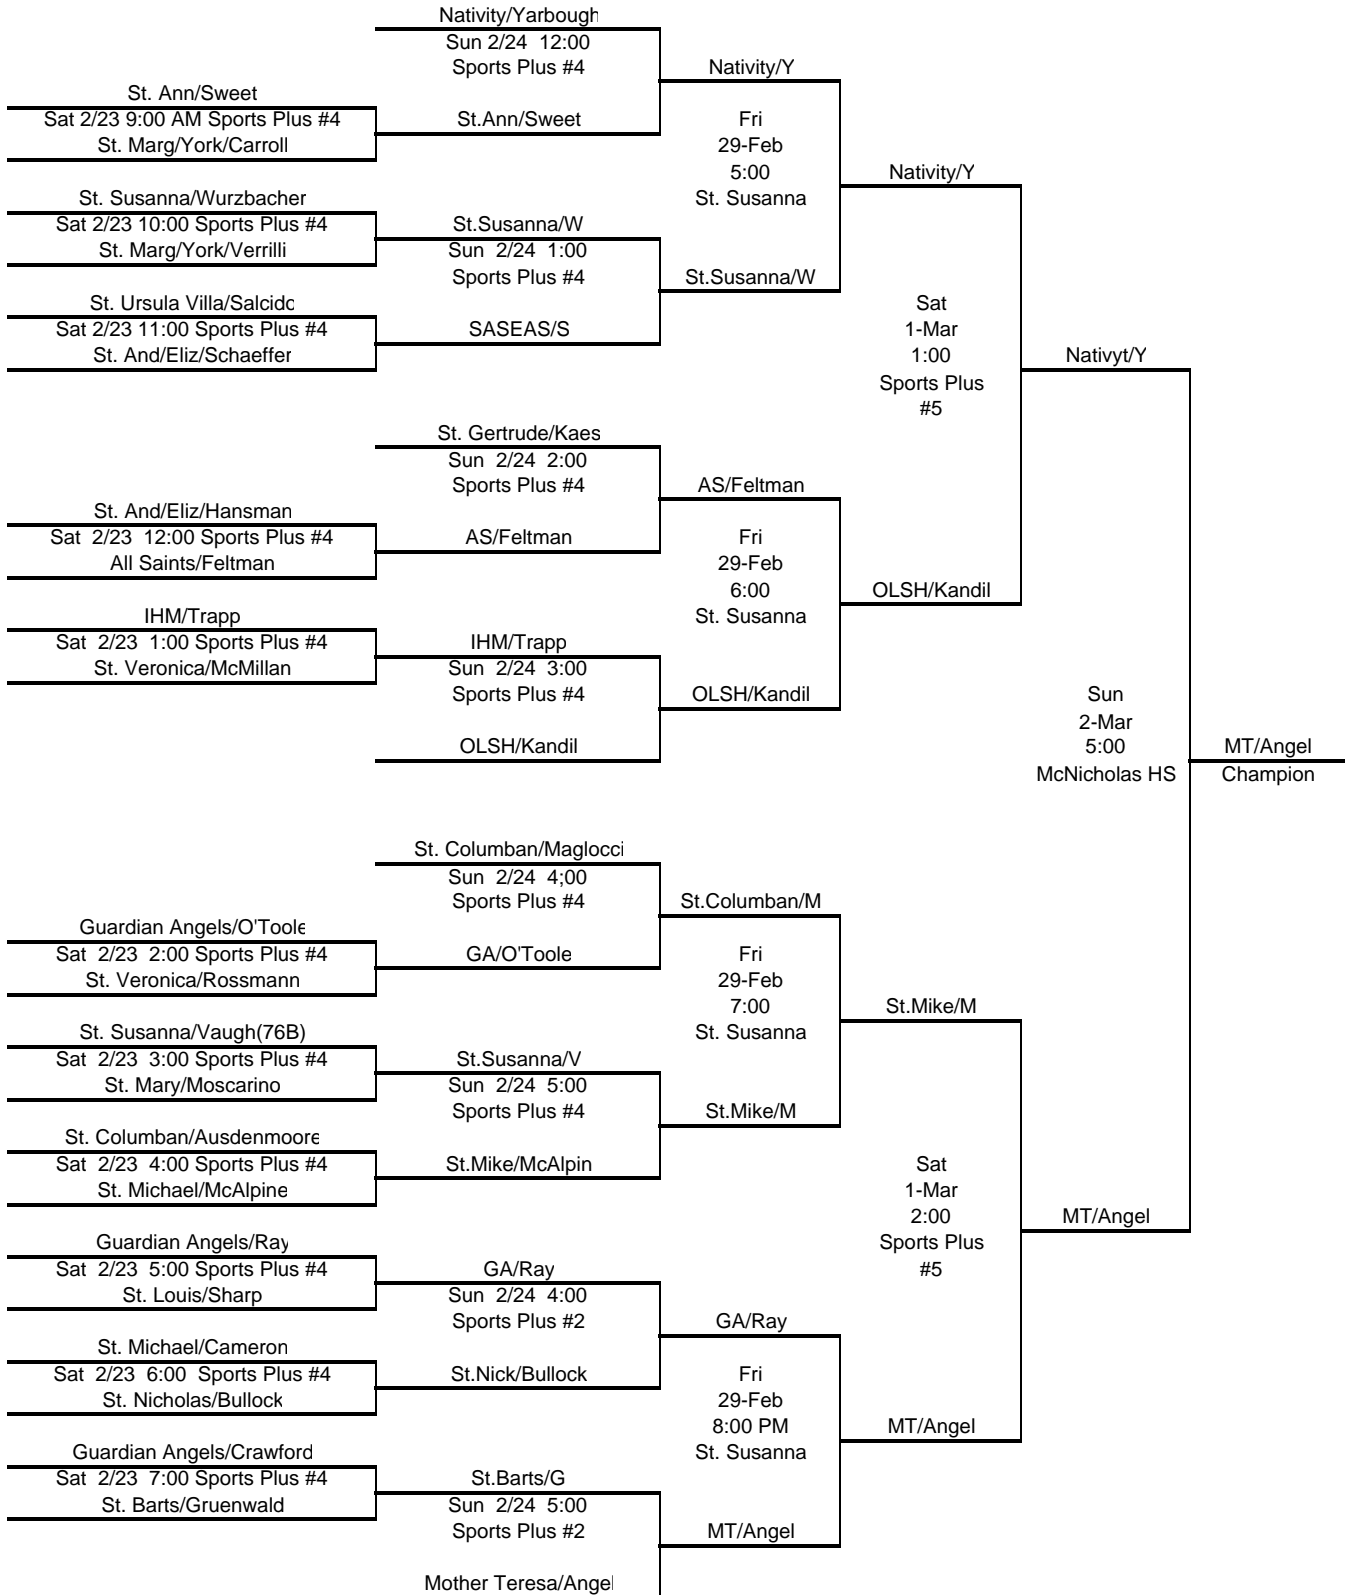 Nativity/Yarbough
Sun 2/24 12:00
Sports Plus #4
Nativity/Y
St. Ann/Sweet
Sat 2/23 9:00 AM Sports Plus #4
St. Marg/York/Carroll
St.Ann/Sweet
Fri
29-Feb
5:00
St. Susanna
Nativity/Y
St. Susanna/Wurzbacher
Sat 2/23 10:00 Sports Plus #4
St. Marg/York/Verrilli
St.Susanna/W
Sun 2/24 1:00
Sports Plus #4
St.Susanna/W
St. Ursula Villa/Salcido
Sat 2/23 11:00 Sports Plus #4
St. And/Eliz/Schaeffer
SASEAS/S
Sat
1-Mar
1:00
Sports Plus
#5
Nativyt/Y
St. Gertrude/Kaes
Sun 2/24 2:00
Sports Plus #4
AS/Feltman
St. And/Eliz/Hansman
Sat 2/23 12:00 Sports Plus #4
All Saints/Feltman
AS/Feltman
Fri
29-Feb
6:00
St. Susanna
OLSH/Kandil
IHM/Trapp
Sat 2/23 1:00 Sports Plus #4
St. Veronica/McMillan
IHM/Trapp
Sun 2/24 3:00
Sports Plus #4
OLSH/Kandil
OLSH/Kandil
Sun
2-Mar
5:00
McNicholas HS
MT/Angel
Champion
St. Columban/Maglocci
Sun 2/24 4;00
Sports Plus #4
St.Columban/M
Guardian Angels/O'Toole
Sat 2/23 2:00 Sports Plus #4
St. Veronica/Rossmann
GA/O'Toole
Fri
29-Feb
7:00
St. Susanna
St.Mike/M
St. Susanna/Vaugh(76B)
Sat 2/23 3:00 Sports Plus #4
St. Mary/Moscarino
St.Susanna/V
Sun 2/24 5:00
Sports Plus #4
St.Mike/M
St. Columban/Ausdenmoore
Sat 2/23 4:00 Sports Plus #4
St. Michael/McAlpine
St.Mike/McAlpin
Sat
1-Mar
2:00
Sports Plus
#5
MT/Angel
Guardian Angels/Ray
Sat 2/23 5:00 Sports Plus #4
St. Louis/Sharp
GA/Ray
Sun 2/24 4:00
Sports Plus #2
GA/Ray
St. Michael/Cameron
Sat 2/23 6:00 Sports Plus #4
St. Nicholas/Bullock
St.Nick/Bullock
Fri
29-Feb
8:00 PM
St. Susanna
MT/Angel
Guardian Angels/Crawford
Sat 2/23 7:00 Sports Plus #4
St. Barts/Gruenwald
St.Barts/G
Sun 2/24 5:00
Sports Plus #2
MT/Angel
Mother Teresa/Angel